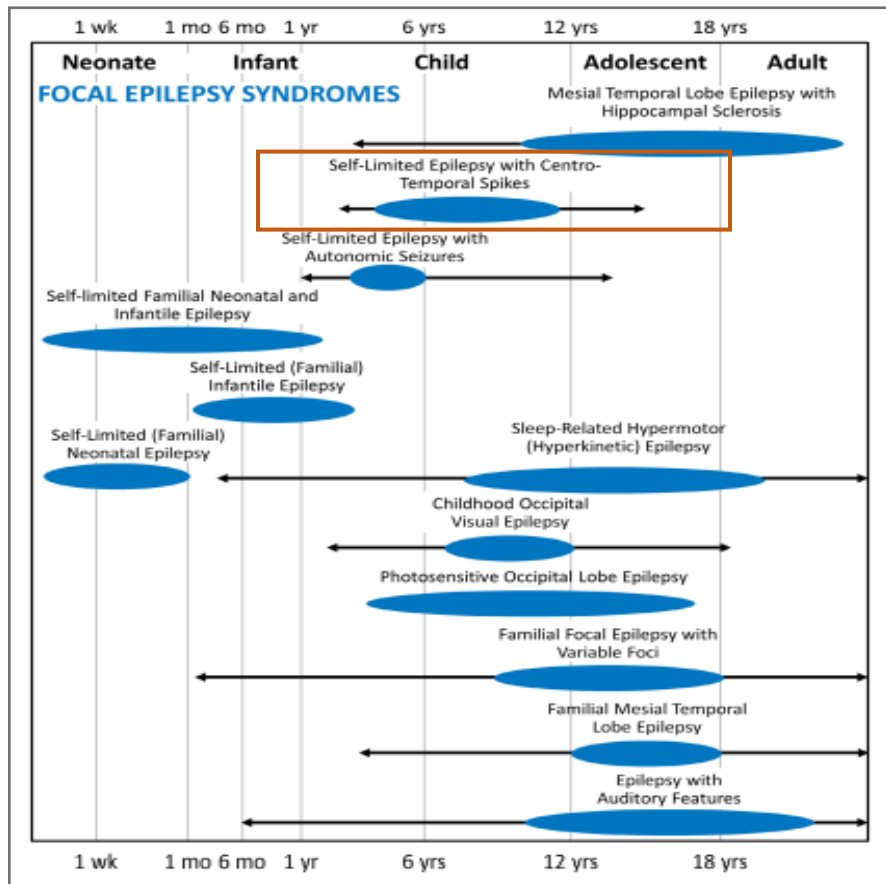 1 wk 1 mo 6 mo 1 yr 6 yrs 12 yrs 18 yrs
Neonate Infant Child Adolescent Adult
FOCAL EPILEPSY SYNDROMES
Mesial Temporal Lobe Epilepsy with
Hippocampal Sclerosis
Self-Limited Epilepsy with Centro-
Temporal Spikes
Self-Limited Epilepsy with
Autonomic Seizures
Self-limited Familial Neonatal and
Infantile Epilepsy
Self-Limited (Familial)
Infantile Epilepsy
Self-Limited (Familial)
Neonatal Epilepsy
Sleep-Related Hypermotor
(Hyperkinetic) Epilepsy
Childhood Occipital
Visual Epilepsy
Photosensitive Occipital Lobe Epilepsy
Familial Focal Epilepsy with
Variable Foci
Familial Mesial Temporal
Lobe Epilepsy
Epilepsy with
Auditory Features
1 wk 1 mo 6 mo 1 yr 6 yrs 12 yrs 18 yrs